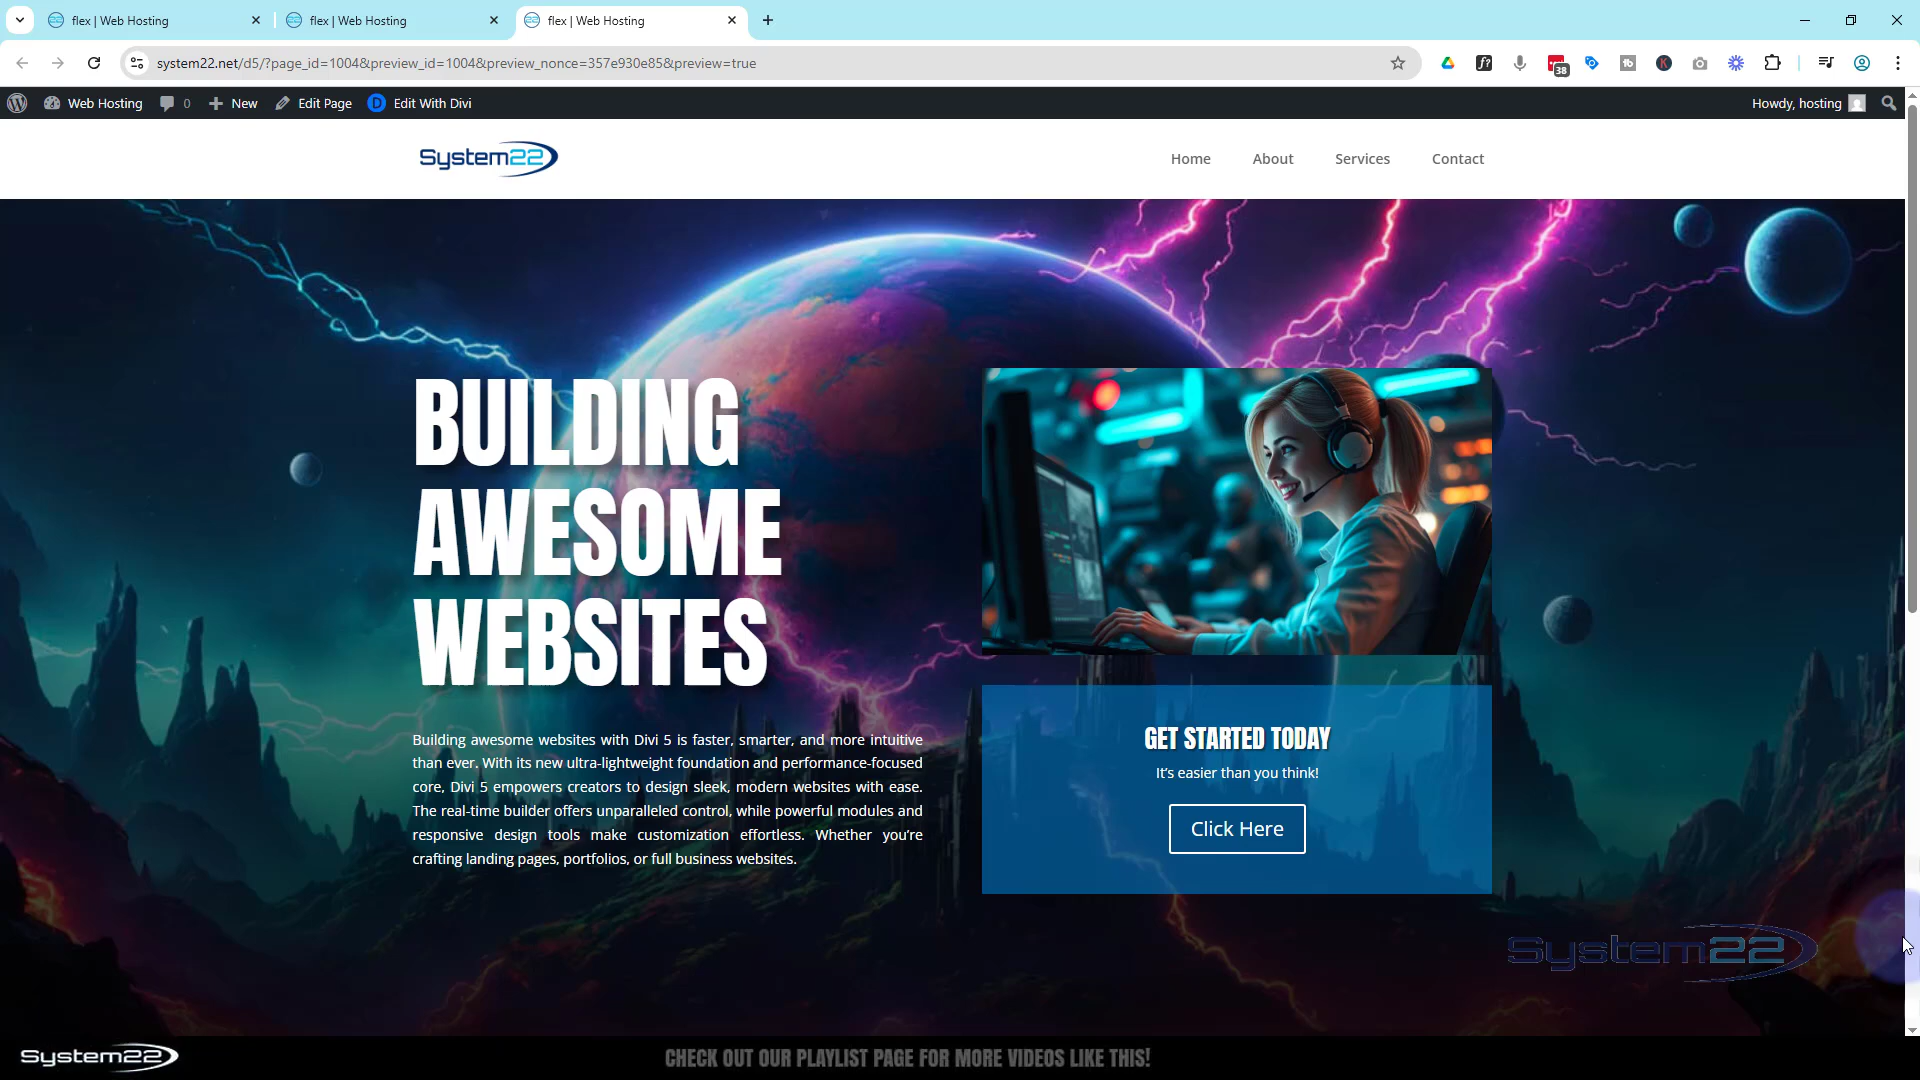 flex | Web Hosting
flex | Web Hosting
flex | Web Hosting
system22.net/d5/?page_id=1004&preview_id=1004&preview_nonce=357e930e85&preview=true
38
Web Hosting
0
New
Edit Page
Edit With Divi
Howdy, hosting
System22
Home
About
Services
Contact
BUILDING
AWESOME
WEBSITES
Building awesome websites with Divi 5 is faster, smarter, and more intuitive
than ever. With its new ultra-lightweight foundation and performance-focused
core, Divi 5 empowers creators to design sleek, modern websites with ease.
The real-time builder offers unparalleled control, while powerful modules and
responsive design tools make customization effortless. Whether you’re
crafting landing pages, portfolios, or full business websites.
GET STARTED TODAY
It’s easier than you think!
Click Here
System22
System22
CHECK OUT OUR PLAYLIST PAGE FOR MORE VIDEOS LIKE THIS!